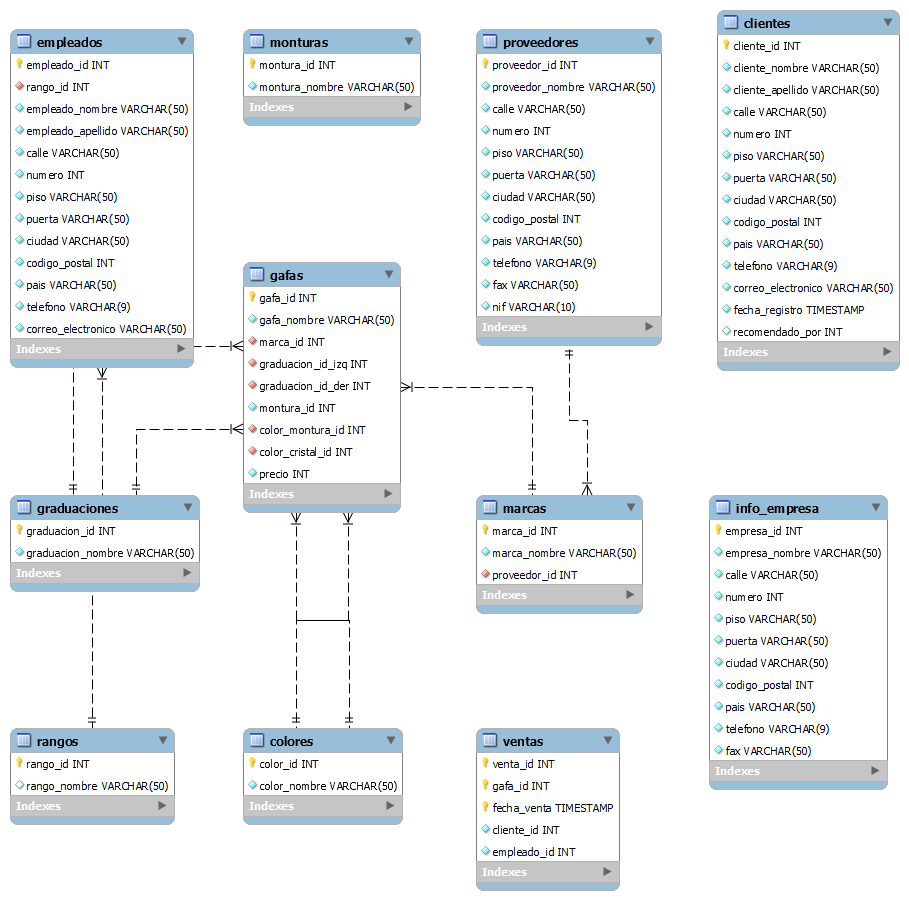 empleados
empleado_id INT
rango_id INT
empleado_nombre VARCHAR(50)
empleado_apellido VARCHAR(50)
calle VARCHAR(50)
numero INT
piso VARCHAR(50)
puerta VARCHAR(50)
ciudad VARCHAR(50)
codigo_postal INT
pais VARCHAR(50)
telefono VARCHAR(9)
correo_electronico VARCHAR(50)
Indexes
monturas
montura_id INT
montura_nombre VARCHAR(50)
Indexes
proveedores
proveedor_id INT
proveedor_nombre VARCHAR(50)
calle VARCHAR(50)
numero INT
piso VARCHAR(50)
puerta VARCHAR(50)
ciudad VARCHAR(50)
codigo_postal INT
pais VARCHAR(50)
telefono VARCHAR(9)
fax VARCHAR(50)
nif VARCHAR(10)
Indexes
clientes
cliente_id INT
cliente_nombre VARCHAR(50)
cliente_apellido VARCHAR(50)
calle VARCHAR(50)
numero INT
piso VARCHAR(50)
puerta VARCHAR(50)
ciudad VARCHAR(50)
codigo_postal INT
pais VARCHAR(50)
telefono VARCHAR(9)
correo_electronico VARCHAR(50)
fecha_registro TIMESTAMP
recomendado_por INT
Indexes
gafas
gafa_id INT
gafa_nombre VARCHAR(50)
marca_id INT
graduacion_id_izq INT
graduacion_id_der INT
montura_id INT
color_montura_id INT
color_cristal_id INT
precio INT
Indexes
graduaciones
graduacion_id INT
graduacion_nombre VARCHAR(50)
Indexes
marcas
marca_id INT
marca_nombre VARCHAR(50)
proveedor_id INT
Indexes
info_empresa
empresa_id INT
empresa_nombre VARCHAR(50)
calle VARCHAR(50)
numero INT
piso VARCHAR(50)
puerta VARCHAR(50)
ciudad VARCHAR(50)
codigo_postal INT
pais VARCHAR(50)
telefono VARCHAR(9)
fax VARCHAR(50)
Indexes
rangos
rango_id INT
rango_nombre VARCHAR(50)
Indexes
colores
color_id INT
color_nombre VARCHAR(50)
Indexes
ventas
venta_id INT
gafa_id INT
fecha_venta TIMESTAMP
cliente_id INT
empleado_id INT
Indexes